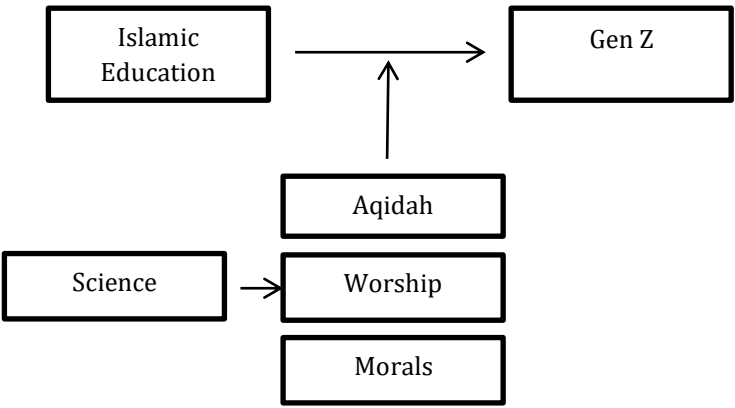 Islamic
Education
Gen Z
Aqidah
Science
Worship
Morals